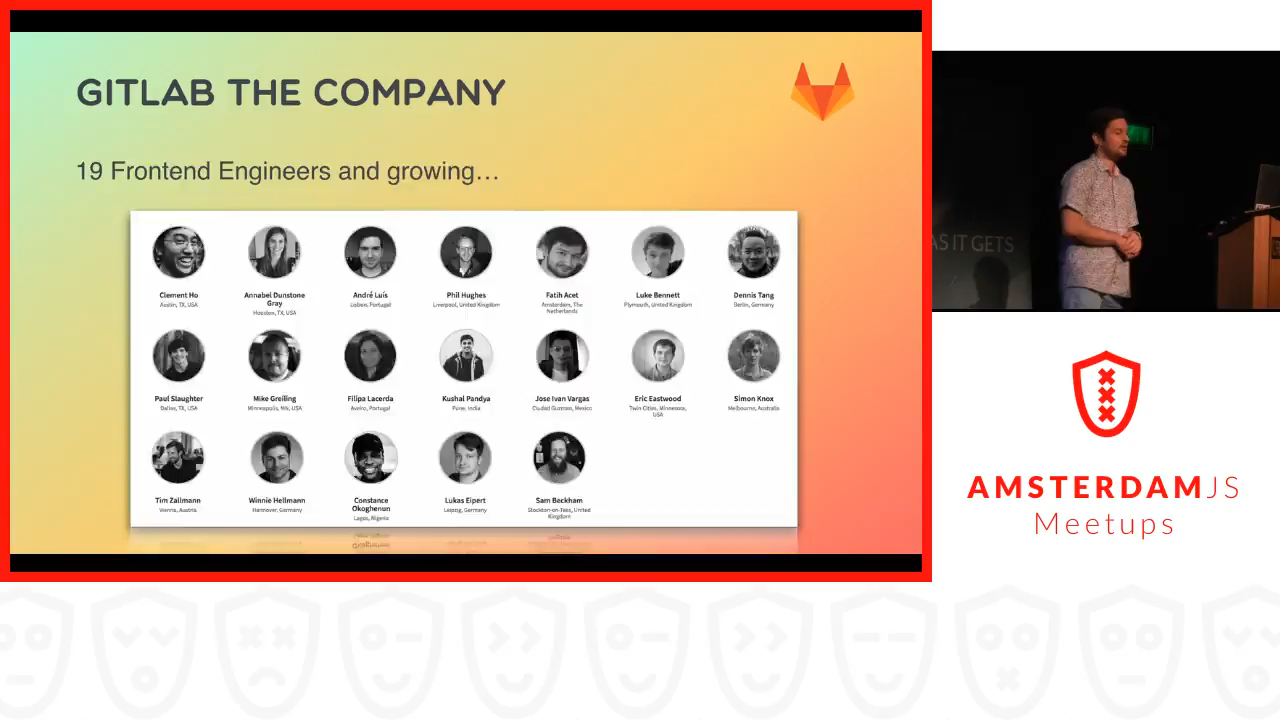 GITLAB THE COMPANY
19 Frontend Engineers and growing…
Clement Ho
Austin, TX, USA
Annabel Dunstone
Gray
Houston, TX, USA
André Luís
Lisbon, Portugal
Phil Hughes
Liverpool, United Kingdom
Fatih Acet
Amsterdam, The
Netherlands
Luke Bennett
Plymouth, United Kingdom
Dennis Tang
Berlin, Germany
Paul Slaughter
Dallas, TX, USA
Mike Greiling
Minneapolis, MN, USA
Filipa Lacerda
Aveiro, Portugal
Kushal Pandya
Pune, India
Jose Ivan Vargas
Ciudad Guzman, Mexico
Eric Eastwood
Twin Cities, Minnesota,
USA
Simon Knox
Melbourne, Australia
Tim Zallmann
Vienna, Austria
Winnie Hellmann
Hannover, Germany
Constance
Okoghenun
Lagos, Nigeria
Lukas Eipert
Leipzig, Germany
Sam Beckham
Stockton-on-Tees, United
Kingdom
AS IT GETS
AMSTERDAMJS
Meetups